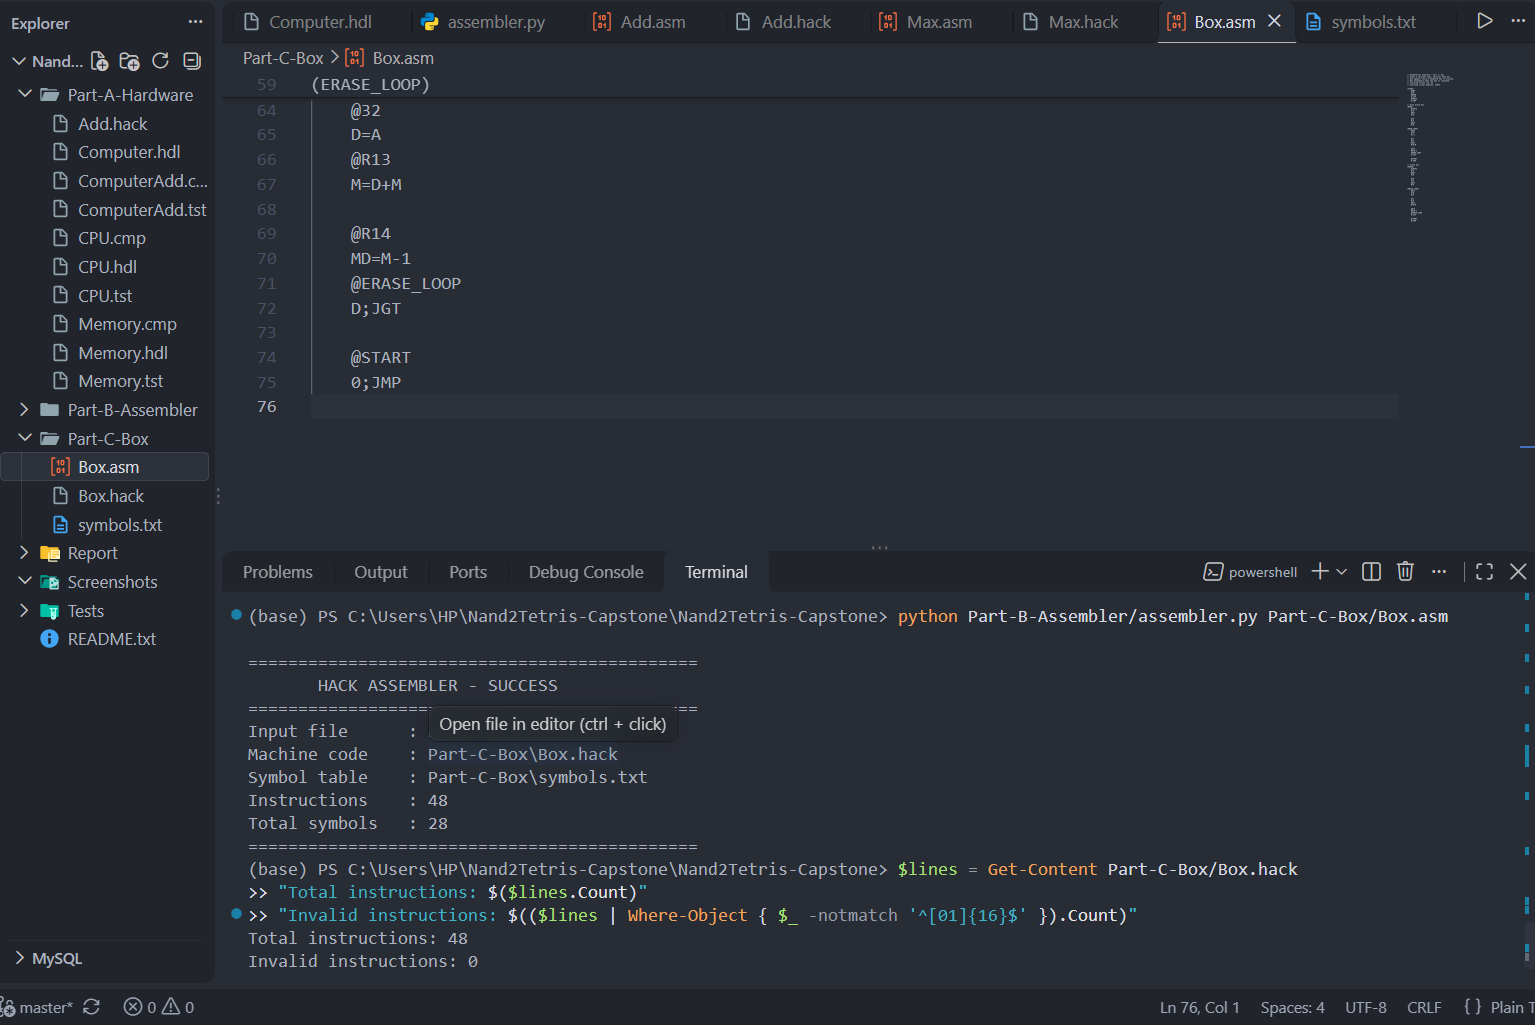 Explorer
Nand...
Part-A-Hardware
Add.hack
Computer.hdl
ComputerAdd.c...
ComputerAdd.tst
CPU.cmp
CPU.hdl
CPU.tst
Memory.cmp
Memory.hdl
Memory.tst
Part-B-Assembler
Part-C-Box
Box.asm
Box.hack
symbols.txt
Report
Screenshots
Tests
README.txt
MySQL
Computer.hdl assembler.py Add.asm Add.hack Max.asm Max.hack Box.asm symbols.txt
Part-C-Box > Box.asm
59 (ERASE_LOOP)
64 @32
65 D=A
66 @R13
67 M=D+M
68
69 @R14
70 MD=M-1
71 @ERASE_LOOP
72 D;JGT
73
74 @START
75 0;JMP
76
Problems Output Ports Debug Console Terminal powershell
(base) PS C:\Users\HP\Nand2Tetris-Capstone\Nand2Tetris-Capstone> python Part-B-Assembler/assembler.py Part-C-Box/Box.asm
=============================================
HACK ASSEMBLER - SUCCESS
=============================================
Open file in editor (ctrl + click)
Input file :
Machine code : Part-C-Box\Box.hack
Symbol table : Part-C-Box\symbols.txt
Instructions : 48
Total symbols : 28
=============================================
(base) PS C:\Users\HP\Nand2Tetris-Capstone\Nand2Tetris-Capstone> $lines = Get-Content Part-C-Box/Box.hack
>> "Total instructions: $($lines.Count)"
>> "Invalid instructions: $(($lines | Where-Object { $_ -notmatch '^[01]{16}$' }).Count)"
Total instructions: 48
Invalid instructions: 0
master* 0 0 Ln 76, Col 1 Spaces: 4 UTF-8 CRLF {} Plain T